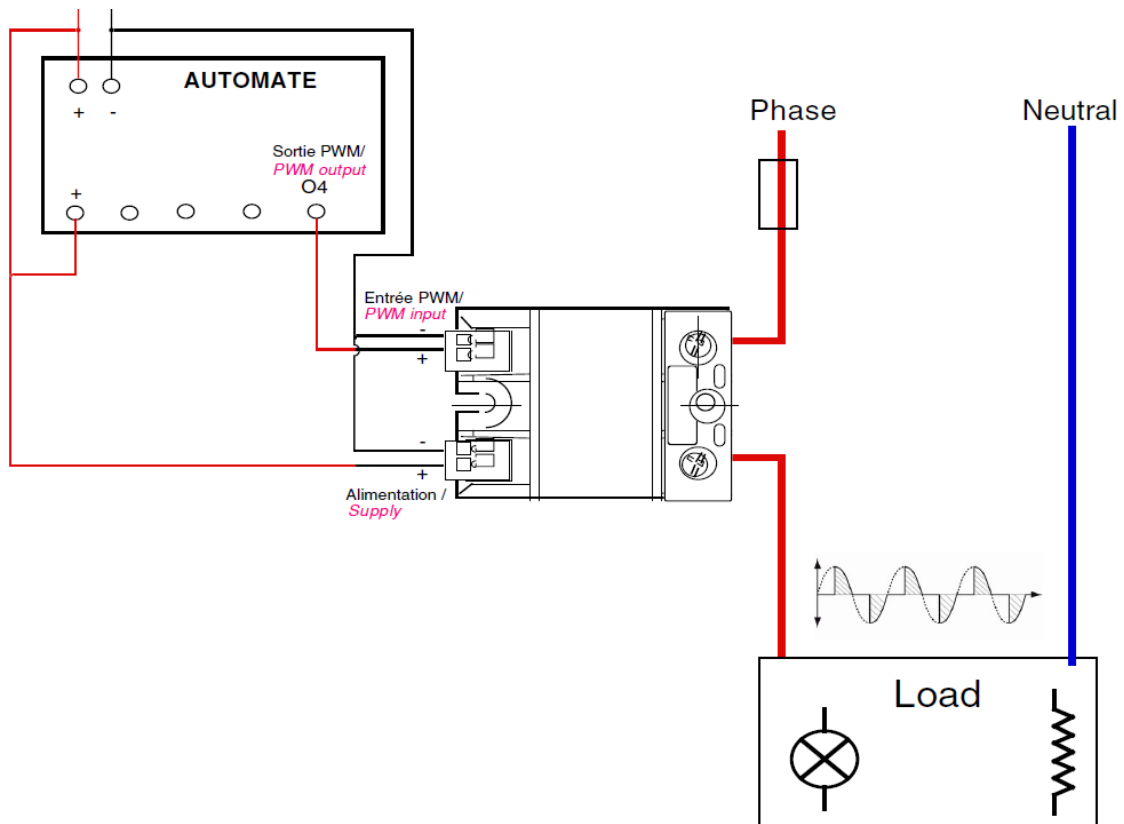 AUTOMATE
+ -
Sortie PWM/
PWM output
+
O4
Phase
Neutral
Entrée PWM/
PWM input
-
+
-
+
Alimentation /
Supply
Load